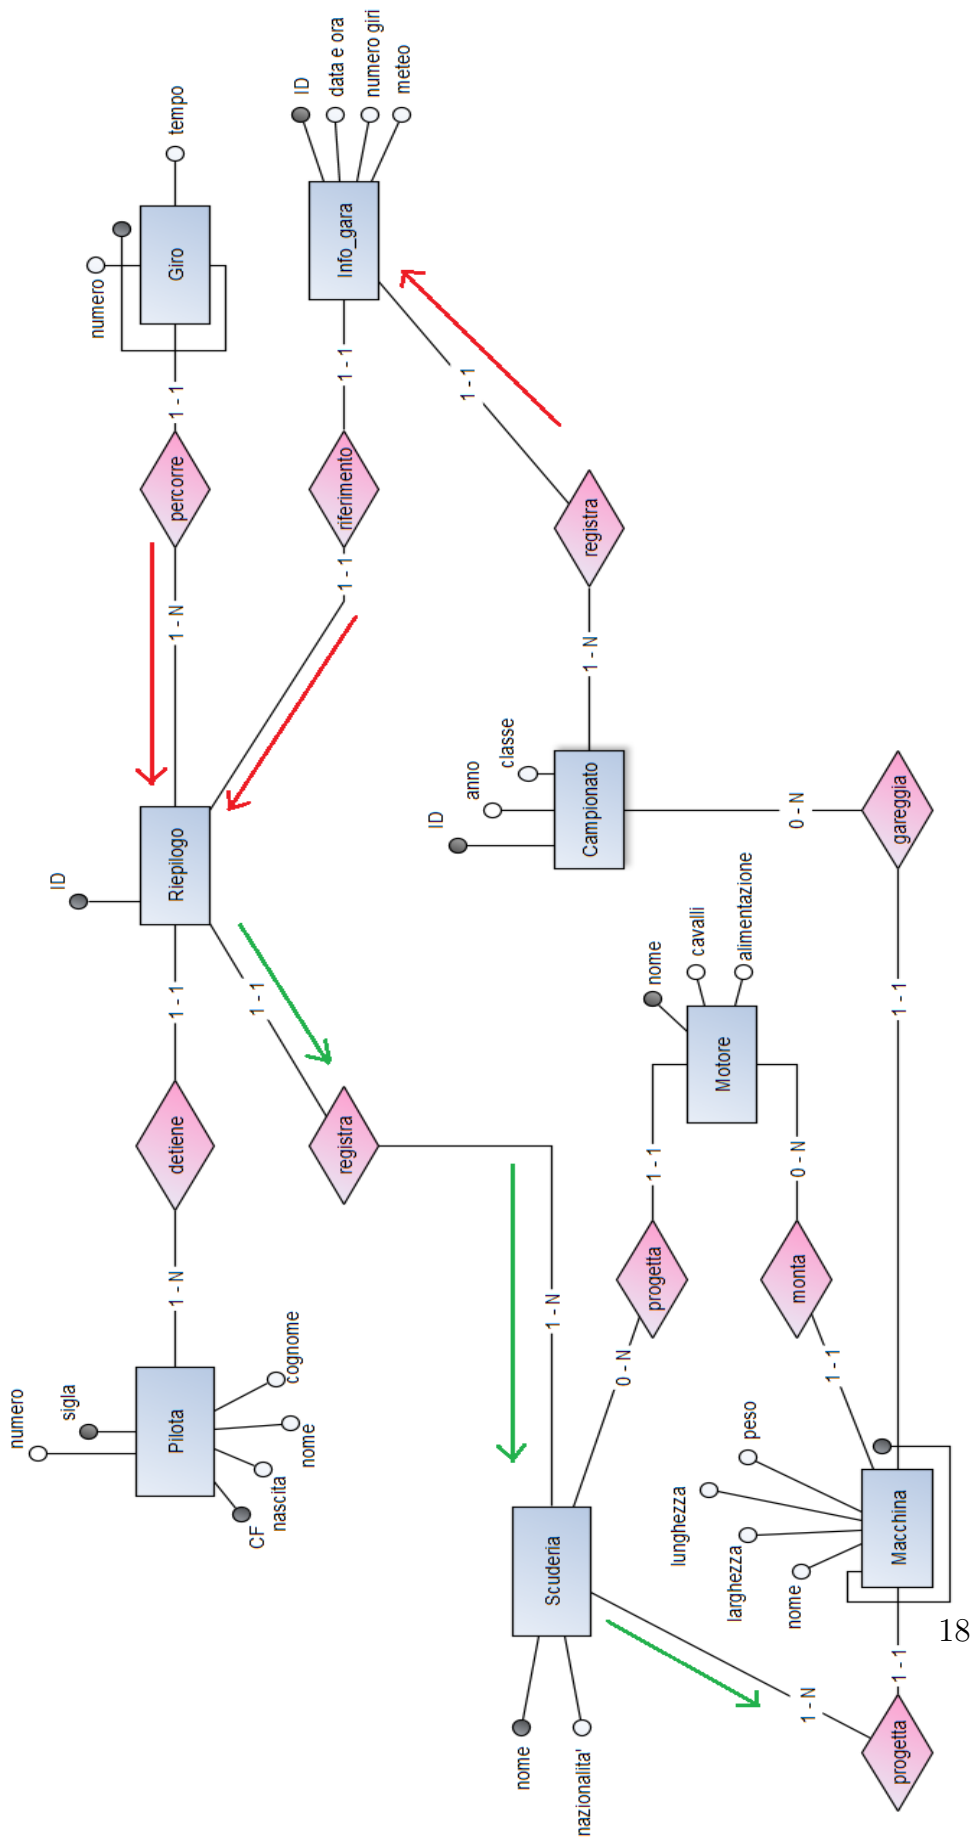 numero
sigla
Pilota
CF
nascita
nome
cognome
1 - N
detiene
1 - 1
ID
Riepilogo
1 - N
percorre
1 - 1
numero
Giro
tempo
1 - 1
registra
1 - N
1 - 1
riferimento
1 - 1
Info_gara
ID
data e ora
numero giri
meteo
1 - 1
registra
1 - N
ID
anno
classe
Campionato
0 - N
gareggia
1 - 1
nome
nazionalita'
Scuderia
0 - N
progetta
1 - 1
Motore
nome
cavalli
alimentazione
0 - N
monta
1 - 1
1 - N
progetta
1 - 1
Macchina
nome
larghezza
lunghezza
peso
18